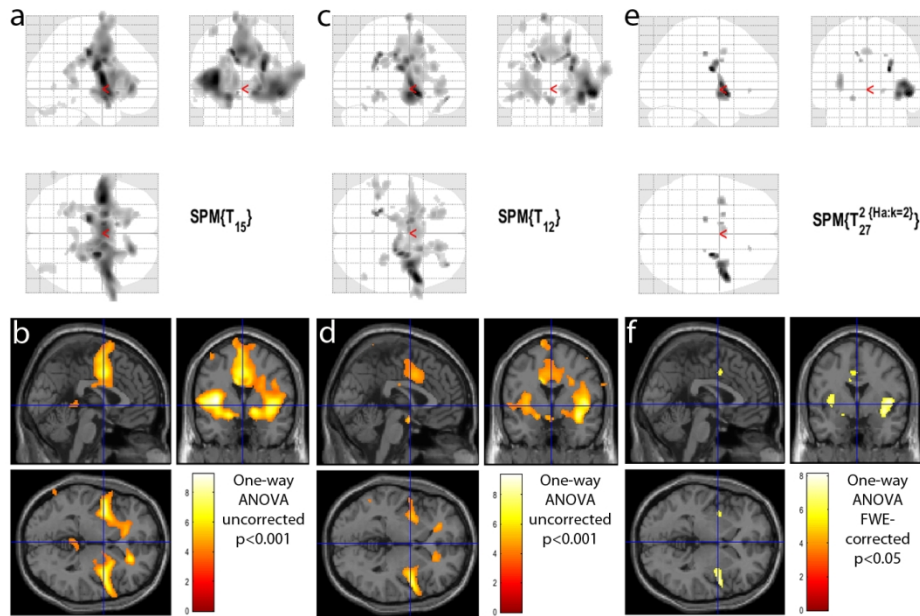 a
c
e
<
<
<
<
<
<
<
<
<
SPM{T15}
SPM{T12}
SPM{T27 2 {Ha:k=2}}
b
d
f
8
6
4
2
0
One-way
ANOVA
uncorrected
p<0.001
8
6
4
2
0
One-way
ANOVA
uncorrected
p<0.001
8
6
4
2
0
One-way
ANOVA
FWE-
corrected
p<0.05